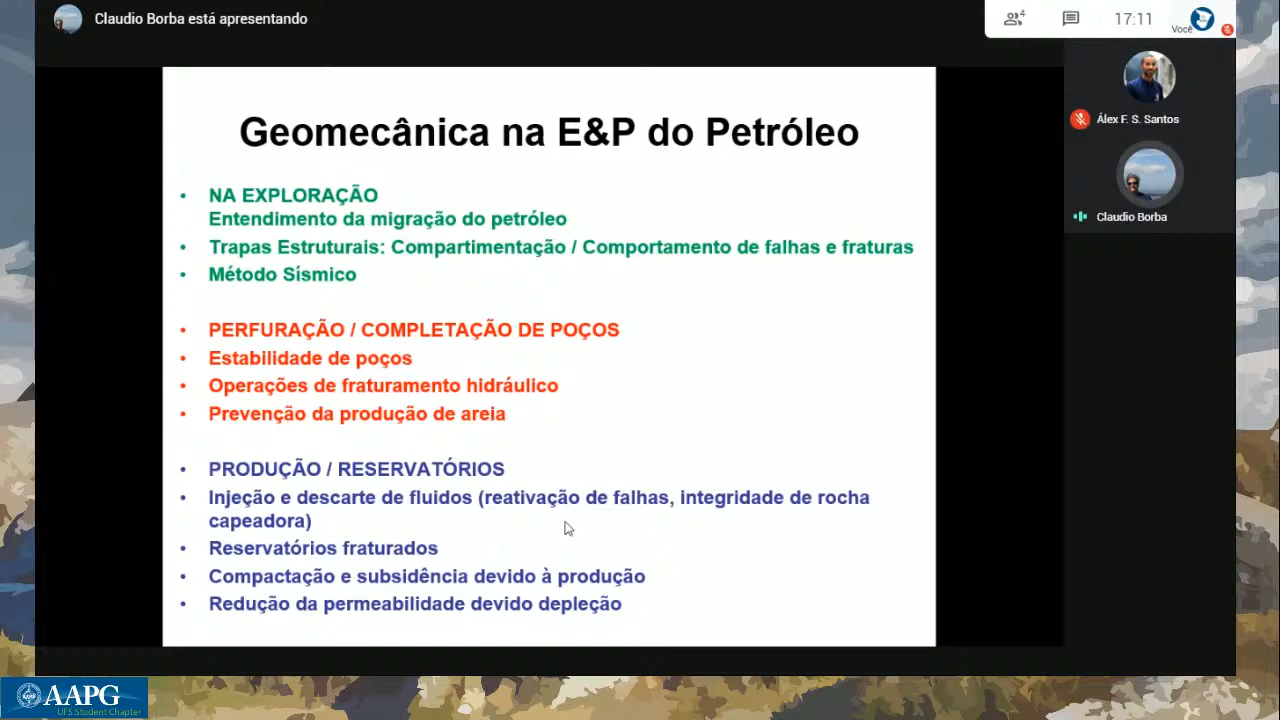 Claudio Borba está apresentando
4
17:11
Você
Álex F. S. Santos
Claudio Borba
Geomecânica na E&P do Petróleo
• NA EXPLORAÇÃO
Entendimento da migração do petróleo
• Trapas Estruturais: Compartimentação / Comportamento de falhas e fraturas
• Método Sísmico
• PERFURAÇÃO / COMPLETAÇÃO DE POÇOS
• Estabilidade de poços
• Operações de fraturamento hidráulico
• Prevenção da produção de areia
• PRODUÇÃO / RESERVATÓRIOS
• Injeção e descarte de fluidos (reativação de falhas, integridade de rocha
capeadora)
• Reservatórios fraturados
• Compactação e subsidência devido à produção
• Redução da permeabilidade devido depleção
AAPG
UFS Student Chapter